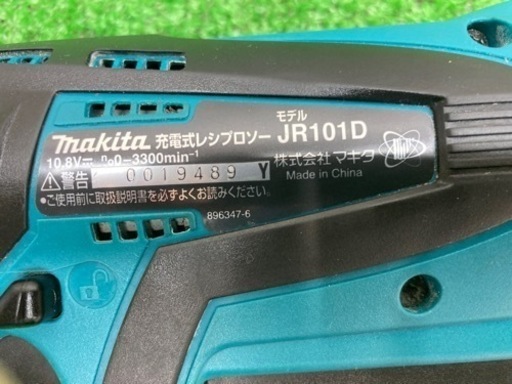 makita 充電式レシプロソー モデル JR101D
10.8V⎓ n₀0-3300min⁻¹ 株式会社マキタ
⚠警告 0019489 Y Made in China
●ご使用前に取扱説明書を必ずよくお読みください。
896347-6